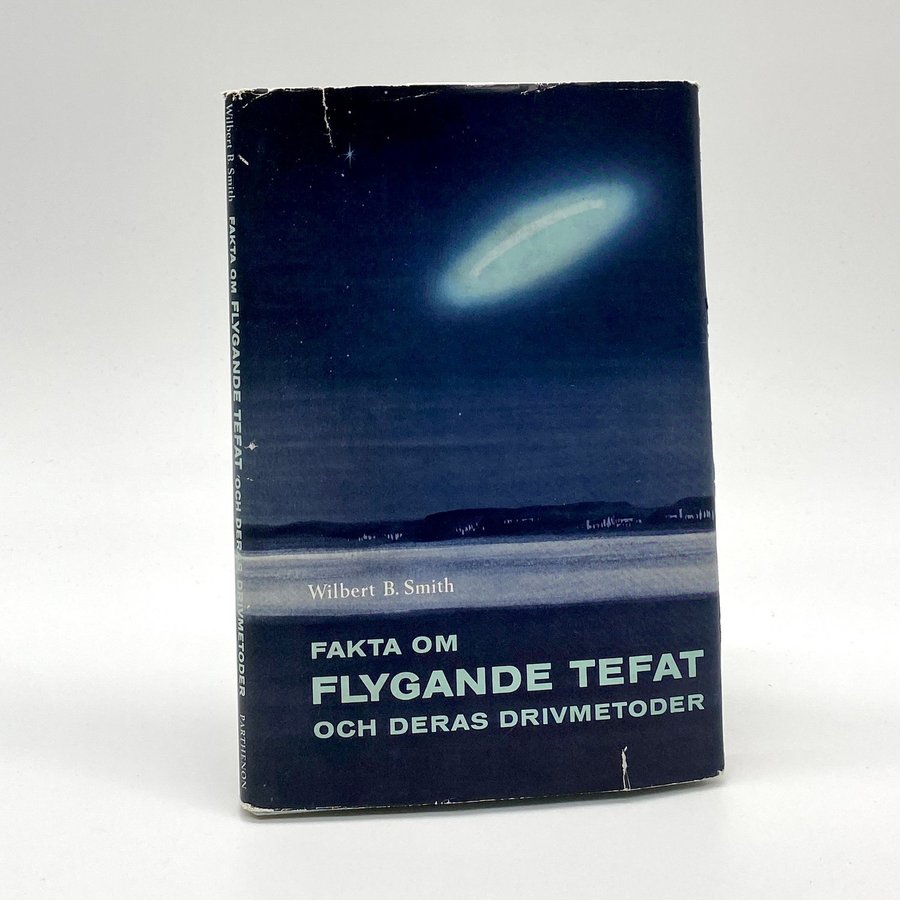 Wilbert B. Smith
FAKTA OM
FLYGANDE TEFAT
OCH DERAS DRIVMETODER
Wilbert B. Smith FAKTA OM FLYGANDE TEFAT OCH DERAS DRIVMETODER PARTHENON